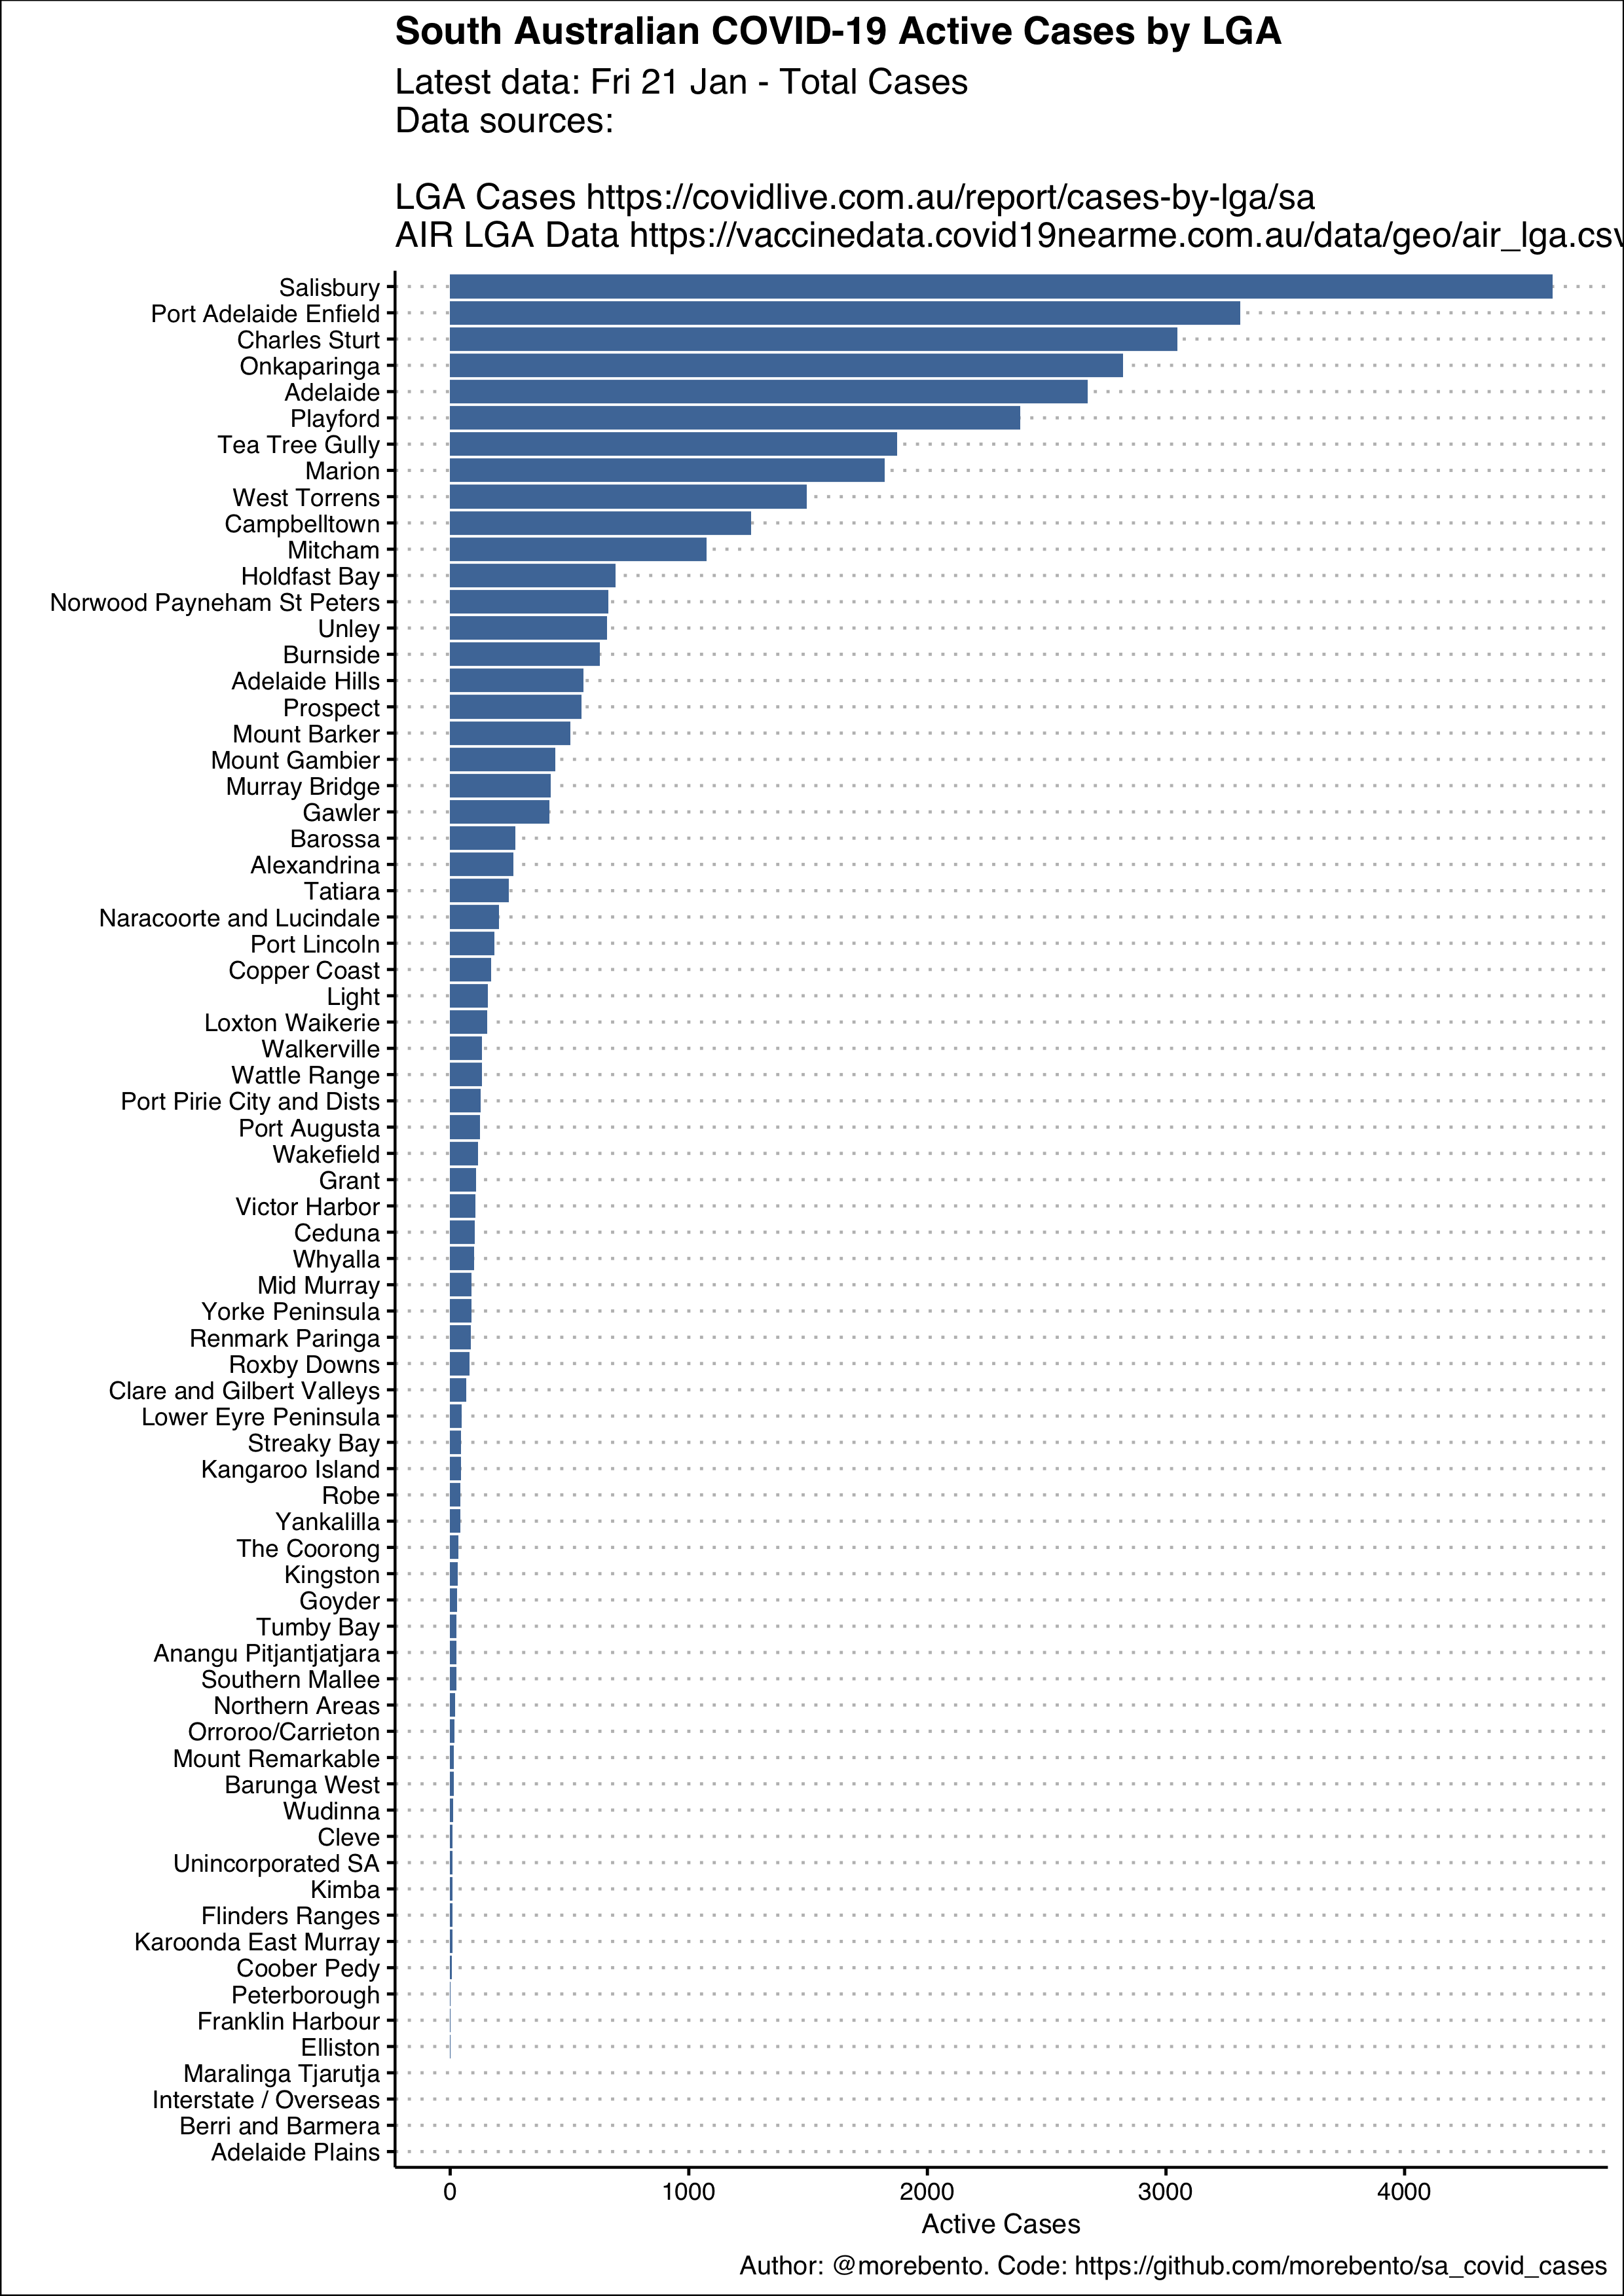 South Australian COVID-19 Active Cases by LGA
Latest data: Fri 21 Jan - Total Cases
Data sources:
LGA Cases https://covidlive.com.au/report/cases-by-lga/sa
AIR LGA Data https://vaccinedata.covid19nearme.com.au/data/geo/air_lga.csv
Salisbury
Port Adelaide Enfield
Charles Sturt
Onkaparinga
Adelaide
Playford
Tea Tree Gully
Marion
West Torrens
Campbelltown
Mitcham
Holdfast Bay
Norwood Payneham St Peters
Unley
Burnside
Adelaide Hills
Prospect
Mount Barker
Mount Gambier
Murray Bridge
Gawler
Barossa
Alexandrina
Tatiara
Naracoorte and Lucindale
Port Lincoln
Copper Coast
Light
Loxton Waikerie
Walkerville
Wattle Range
Port Pirie City and Dists
Port Augusta
Wakefield
Grant
Victor Harbor
Ceduna
Whyalla
Mid Murray
Yorke Peninsula
Renmark Paringa
Roxby Downs
Clare and Gilbert Valleys
Lower Eyre Peninsula
Streaky Bay
Kangaroo Island
Robe
Yankalilla
The Coorong
Kingston
Goyder
Tumby Bay
Anangu Pitjantjatjara
Southern Mallee
Northern Areas
Orroroo/Carrieton
Mount Remarkable
Barunga West
Wudinna
Cleve
Unincorporated SA
Kimba
Flinders Ranges
Karoonda East Murray
Coober Pedy
Peterborough
Franklin Harbour
Elliston
Maralinga Tjarutja
Interstate / Overseas
Berri and Barmera
Adelaide Plains
0 1000 2000 3000 4000
Active Cases
Author: @morebento. Code: https://github.com/morebento/sa_covid_cases